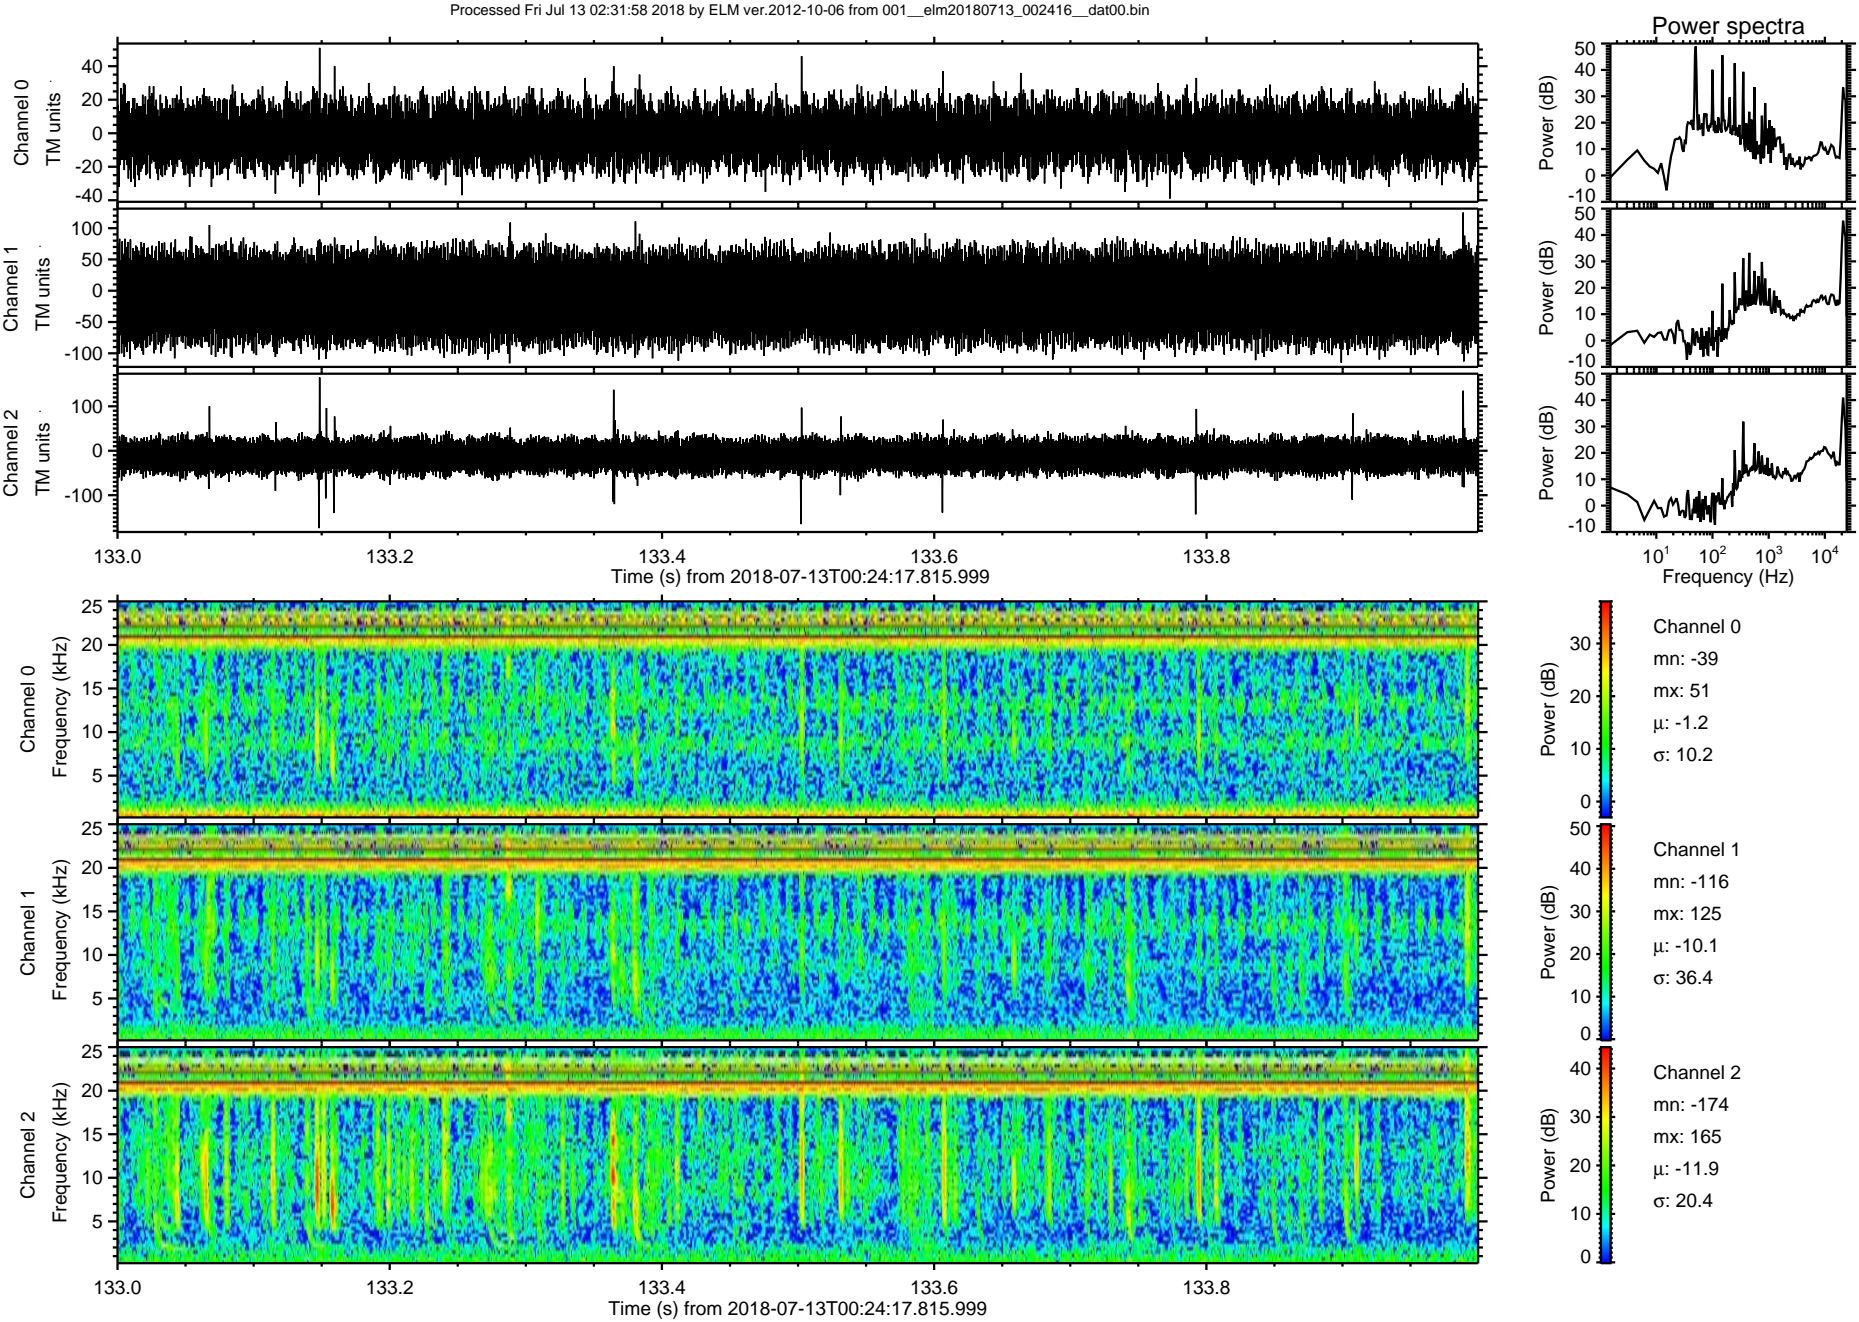 Processed Fri Jul 13 02:31:58 2018 by ELM ver.2012-10-06 from 001__elm20180713_002416__dat00.bin
Power spectra
Channel 0
TM units
40
20
0
-20
-40
Power (dB)
50
40
30
20
10
0
-10
Channel 1
TM units
100
50
0
-50
-100
Power (dB)
50
40
30
20
10
0
-10
Channel 2
TM units
100
0
-100
Power (dB)
50
40
30
20
10
0
-10
133.0 133.2 133.4 133.6 133.8
Time (s) from 2018-07-13T00:24:17.815.999
10^1 10^2 10^3 10^4
Frequency (Hz)
Channel 0
Frequency (kHz)
25
20
15
10
5
Power (dB)
30
20
10
0
Channel 0
mn: -39
mx: 51
μ: -1.2
σ: 10.2
Channel 1
Frequency (kHz)
25
20
15
10
5
Power (dB)
50
40
30
20
10
0
Channel 1
mn: -116
mx: 125
μ: -10.1
σ: 36.4
Channel 2
Frequency (kHz)
25
20
15
10
5
Power (dB)
40
30
20
10
0
Channel 2
mn: -174
mx: 165
μ: -11.9
σ: 20.4
133.0 133.2 133.4 133.6 133.8
Time (s) from 2018-07-13T00:24:17.815.999